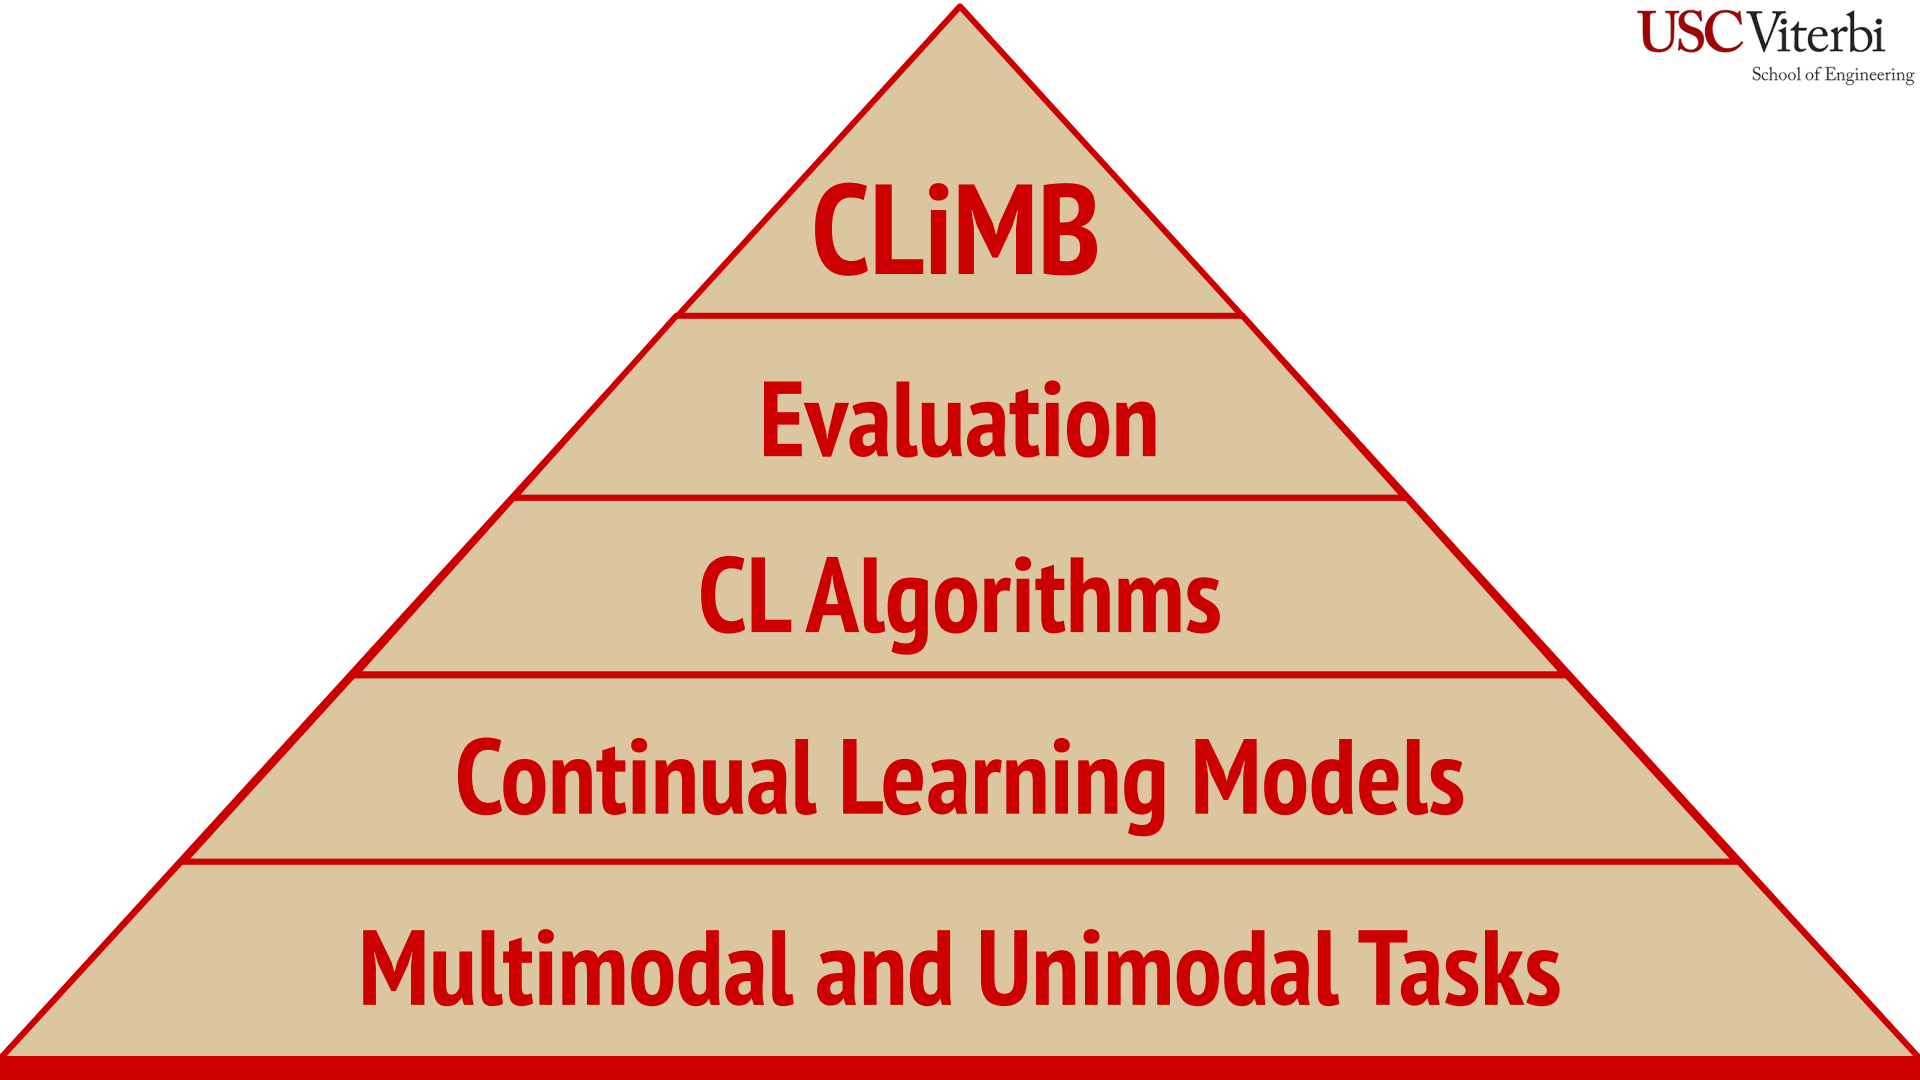 USC Viterbi
School of Engineering
CLiMB
Evaluation
CL Algorithms
Continual Learning Models
Multimodal and Unimodal Tasks